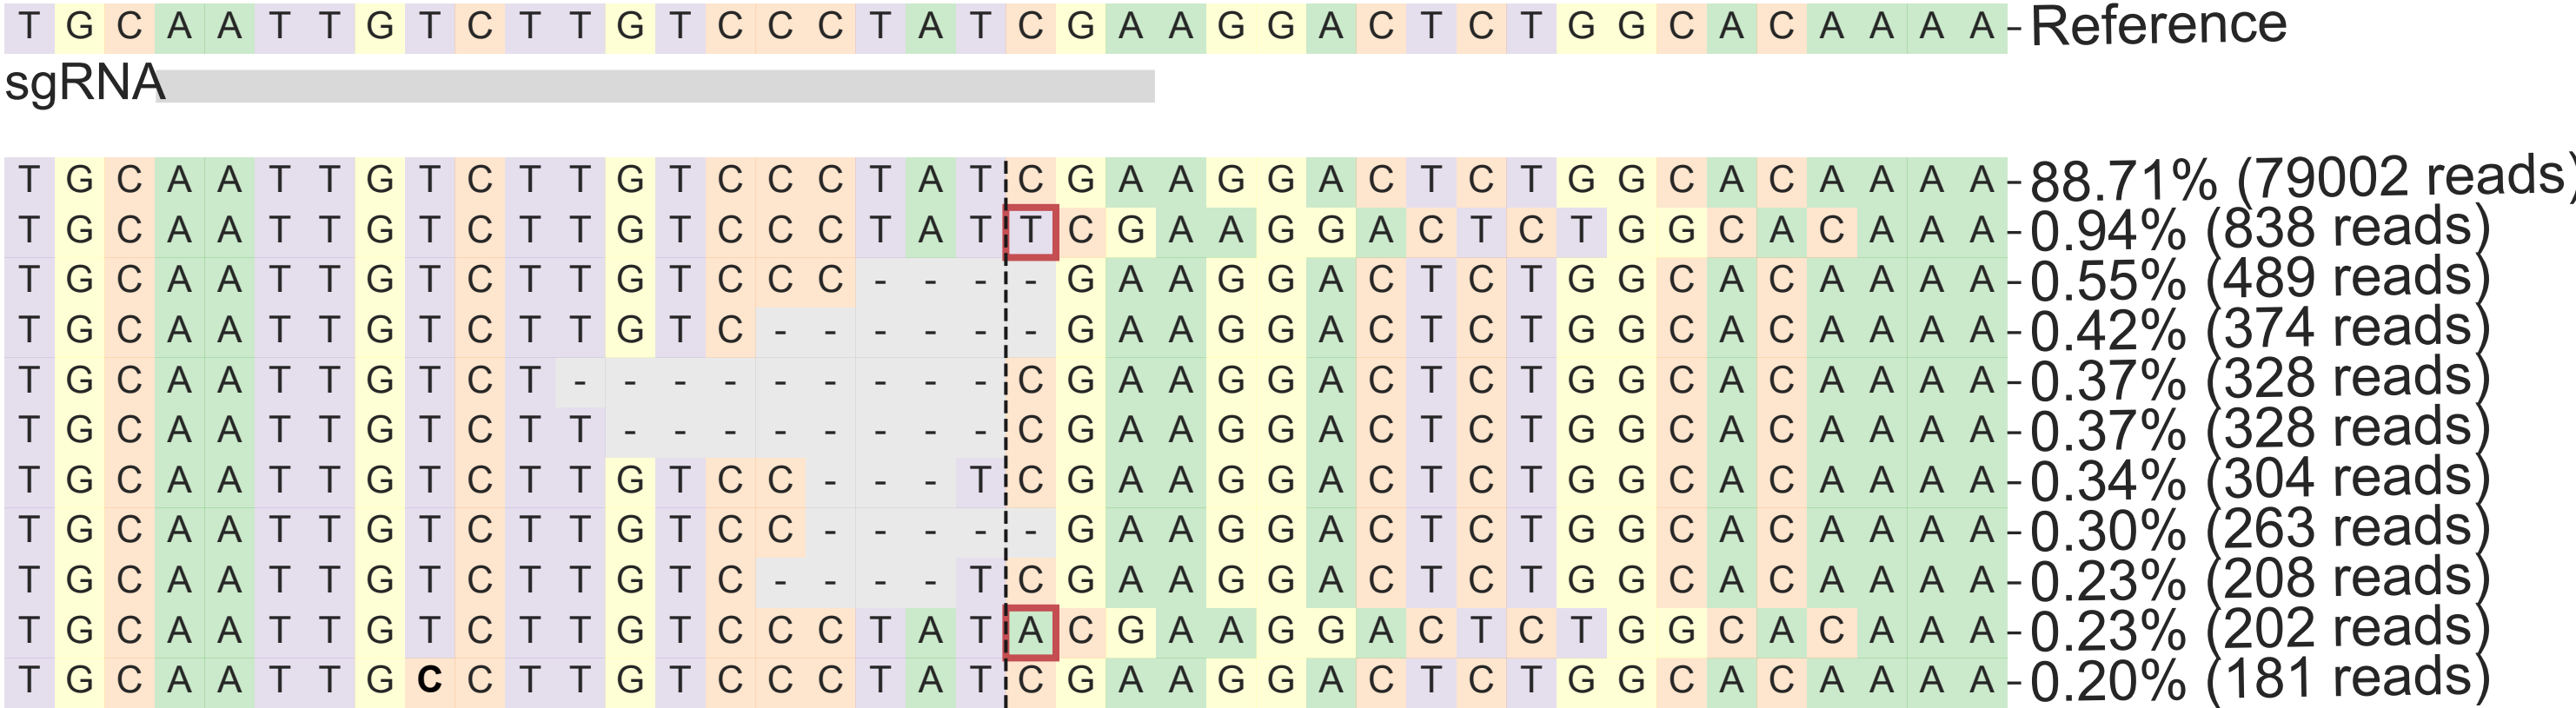 T G C A A T T G T C T T G T C C C T A T C G A A G G A C T C T G G C A C A A A A - Reference
sgRNA
T G C A A T T G T C T T G T C C C T A T C G A A G G A C T C T G G C A C A A A A - 88.71% (79002 reads)
T G C A A T T G T C T T G T C C C T A T T C G A A G G A C T C T G G C A C A A A - 0.94% (838 reads)
T G C A A T T G T C T T G T C C C - - - - G A A G G A C T C T G G C A C A A A A - 0.55% (489 reads)
T G C A A T T G T C T T G T C - - - - - - G A A G G A C T C T G G C A C A A A A - 0.42% (374 reads)
T G C A A T T G T C T - - - - - - - - - C G A A G G A C T C T G G C A C A A A A - 0.37% (328 reads)
T G C A A T T G T C T T - - - - - - - - C G A A G G A C T C T G G C A C A A A A - 0.37% (328 reads)
T G C A A T T G T C T T G T C C - - - T C G A A G G A C T C T G G C A C A A A A - 0.34% (304 reads)
T G C A A T T G T C T T G T C C - - - - - G A A G G A C T C T G G C A C A A A A - 0.30% (263 reads)
T G C A A T T G T C T T G T C - - - - T C G A A G G A C T C T G G C A C A A A A - 0.23% (208 reads)
T G C A A T T G T C T T G T C C C T A T A C G A A G G A C T C T G G C A C A A A - 0.23% (202 reads)
T G C A A T T G C C T T G T C C C T A T C G A A G G A C T C T G G C A C A A A A - 0.20% (181 reads)